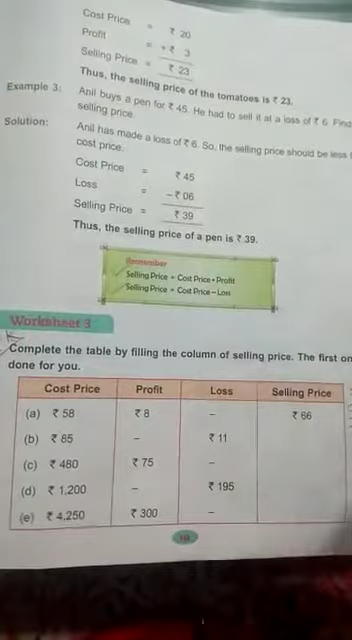 Cost Price = ₹ 20
Profit = + ₹ 3
Selling Price = ₹ 23
Thus, the selling price of the tomatoes is ₹ 23.
Example 3: Anil buys a pen for ₹ 45. He had to sell it at a loss of ₹ 6. Find
selling price.
Solution: Anil has made a loss of ₹ 6. So, the selling price should be less
cost price.
Cost Price = ₹ 45
Loss = – ₹ 06
Selling Price = ₹ 39
Thus, the selling price of a pen is ₹ 39.
Remember
Selling Price = Cost Price + Profit
Selling Price = Cost Price – Loss
Worksheet 3
Complete the table by filling the column of selling price. The first on
done for you.
Cost Price Profit Loss Selling Price
(a) ₹ 58 ₹ 8 – ₹ 66
(b) ₹ 85 – ₹ 11
(c) ₹ 480 ₹ 75 –
(d) ₹ 1,200 – ₹ 195
(e) ₹ 4,250 ₹ 300 –